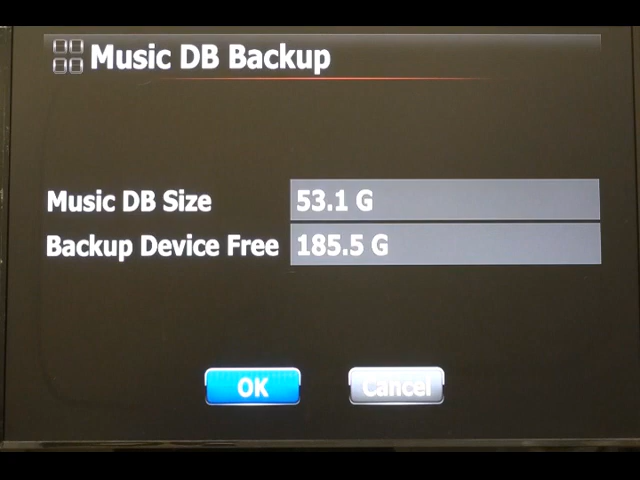 Music DB Backup
Music DB Size 53.1 G
Backup Device Free 185.5 G
OK Cancel